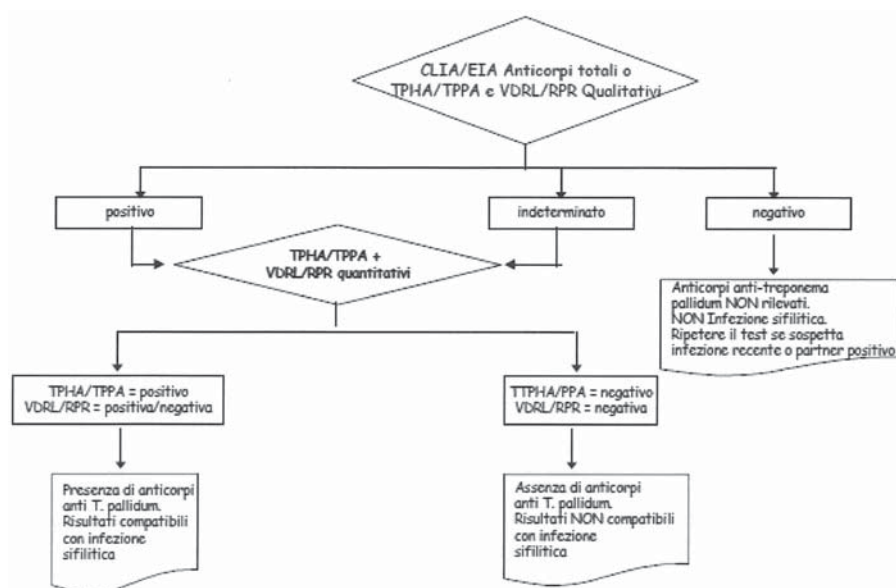 CLIA/EIA Anticorpi totali o
TPHA/TPPA e VDRL/RPR Qualitativi
positivo
indeterminato
negativo
TPHA/TPPA +
VDRL/RPR quantitativi
Anticorpi anti-treponema
pallidum NON rilevati.
NON Infezione sifilitica.
Ripetere il test se sospetta
infezione recente o partner positivo
TPHA/TPPA = positivo
VDRL/RPR = positiva/negativa
TTPHA/PPA = negativo
VDRL/RPR = negativa
Presenza di anticorpi
anti T. pallidum.
Risultati compatibili
con infezione
sifilitica
Assenza di anticorpi
anti T. pallidum.
Risultati NON compatibili
con infezione
sifilitica